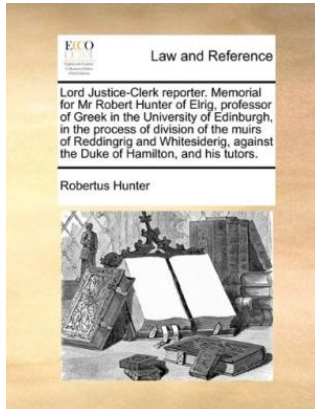 ECCO
Law and Reference
Lord Justice-Clerk reporter. Memorial
for Mr Robert Hunter of Elrig, professor
of Greek in the University of Edinburgh,
in the process of division of the muirs
of Reddingrig and Whitesiderig, against
the Duke of Hamilton, and his tutors.
Robertus Hunter